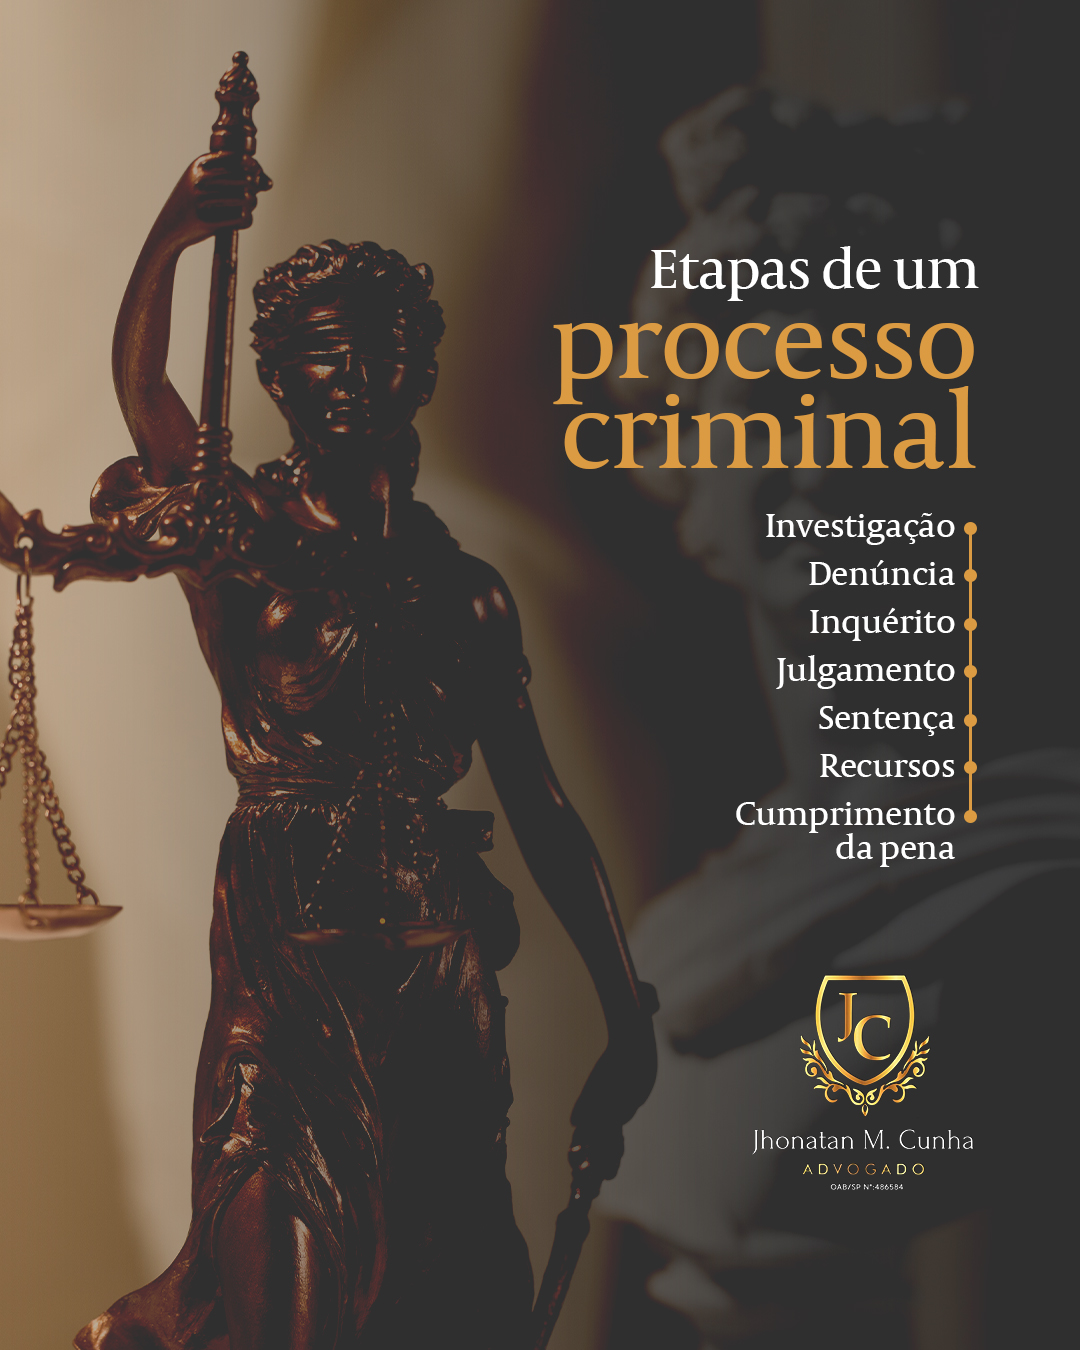 Etapas de um
processo
criminal
Investigação
Denúncia
Inquérito
Julgamento
Sentença
Recursos
Cumprimento
da pena
JC
Jhonatan M. Cunha
ADVOGADO
OAB/SP N°:486584